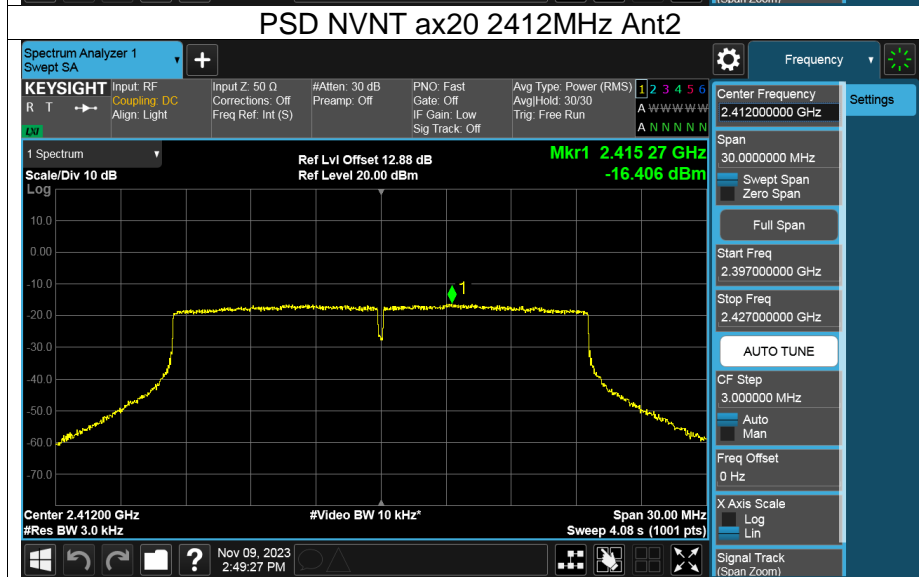 (Span Zoom)
PSD NVNT ax20 2412MHz Ant2
Spectrum Analyzer 1
Swept SA
+
Frequency
KEYSIGHT
R T
LXI
Input: RF
Coupling: DC
Align: Light
Input Z: 50 Ω
Corrections: Off
Freq Ref: Int (S)
#Atten: 30 dB
Preamp: Off
PNO: Fast
Gate: Off
IF Gain: Low
Sig Track: Off
Avg Type: Power (RMS)
Avg|Hold: 30/30
Trig: Free Run
1 2 3 4 5 6
A W W W W W
A N N N N N
Center Frequency
2.412000000 GHz
Settings
1 Spectrum
Scale/Div 10 dB
Log
Ref Lvl Offset 12.88 dB
Ref Level 20.00 dBm
Mkr1 2.415 27 GHz
-16.406 dBm
Span
30.0000000 MHz
Swept Span
Zero Span
Full Span
Start Freq
2.397000000 GHz
Stop Freq
2.427000000 GHz
AUTO TUNE
CF Step
3.000000 MHz
Auto
Man
Freq Offset
0 Hz
X Axis Scale
Log
Lin
Signal Track
(Span Zoom)
10.0
0.00
-10.0
-20.0
-30.0
-40.0
-50.0
-60.0
-70.0
1
Center 2.41200 GHz
#Res BW 3.0 kHz
#Video BW 10 kHz*
Span 30.00 MHz
Sweep 4.08 s (1001 pts)
?
Nov 09, 2023
2:49:27 PM